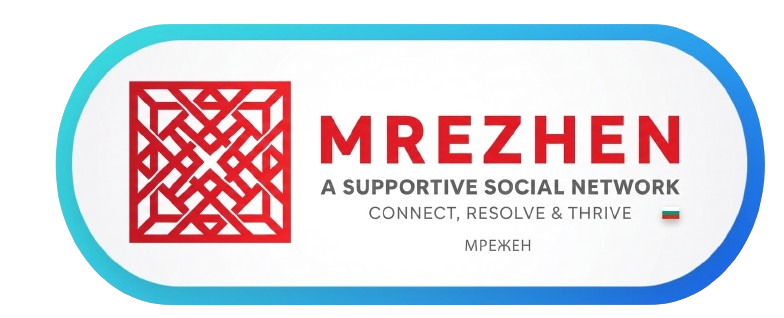 MREZHEN
A SUPPORTIVE SOCIAL NETWORK
CONNECT, RESOLVE & THRIVE
МРЕЖЕН